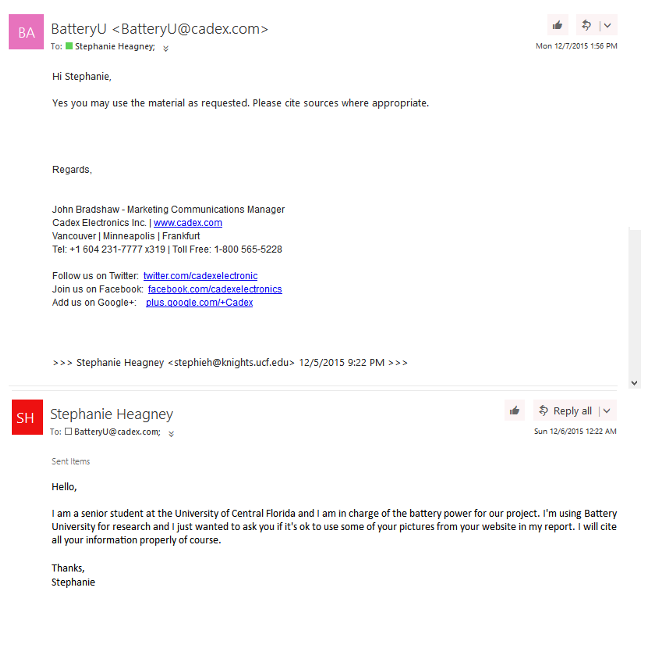 BA
BatteryU <BatteryU@cadex.com>
To: Stephanie Heagney;
Mon 12/7/2015 1:56 PM
Hi Stephanie,
Yes you may use the material as requested. Please cite sources where appropriate.
Regards,
John Bradshaw - Marketing Communications Manager
Cadex Electronics Inc. | www.cadex.com
Vancouver | Minneapolis | Frankfurt
Tel: +1 604 231-7777 x319 | Toll Free: 1-800 565-5228
Follow us on Twitter: twitter.com/cadexelectronic
Join us on Facebook: facebook.com/cadexelectronics
Add us on Google+: plus.google.com/+Cadex
>>> Stephanie Heagney <stephieh@knights.ucf.edu> 12/5/2015 9:22 PM >>>
SH
Stephanie Heagney
Reply all
To: BatteryU@cadex.com;
Sun 12/6/2015 12:22 AM
Sent Items
Hello,
I am a senior student at the University of Central Florida and I am in charge of the battery power for our project. I'm using Battery
University for research and I just wanted to ask you if it's ok to use some of your pictures from your website in my report. I will cite
all your information properly of course.
Thanks,
Stephanie